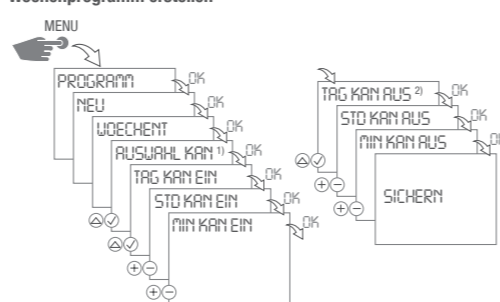 Wochenprogramm erstellen
MENU
PROGRAMM OK
NEU OK
WOECHENT OK
AUSWAHL KAN 1) OK
TAG KAN EIN OK
STD KAN EIN OK
MIN KAN EIN OK
TAG KAN AUS 2) OK
STD KAN AUS OK
MIN KAN AUS OK
SICHERN